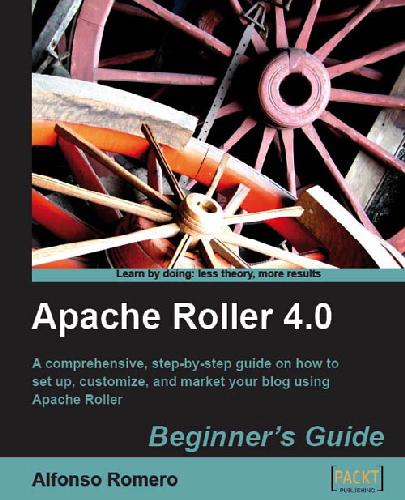 Learn by doing: less theory, more results
Apache Roller 4.0
A comprehensive, step-by-step guide on how to
set up, customize, and market your blog using
Apache Roller
Beginner's Guide
Alfonso Romero
PACKT
PUBLISHING